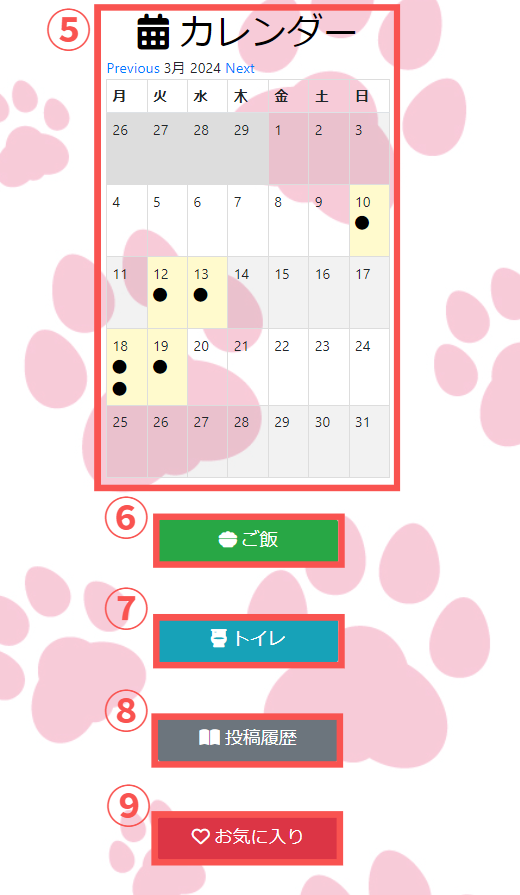 ⑤ カレンダー
Previous 3月 2024 Next
月 火 水 木 金 土 日
26 27 28 29 1 2 3
4 5 6 7 8 9 10
11 12 13 14 15 16 17
18 19 20 21 22 23 24
25 26 27 28 29 30 31
⑥ ご飯
⑦ トイレ
⑧ 投稿履歴
⑨ お気に入り